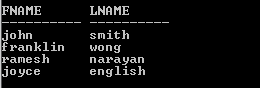 FNAME      LNAME
---------- ----------
john       smith
franklin   wong
ramesh     narayan
joyce      english